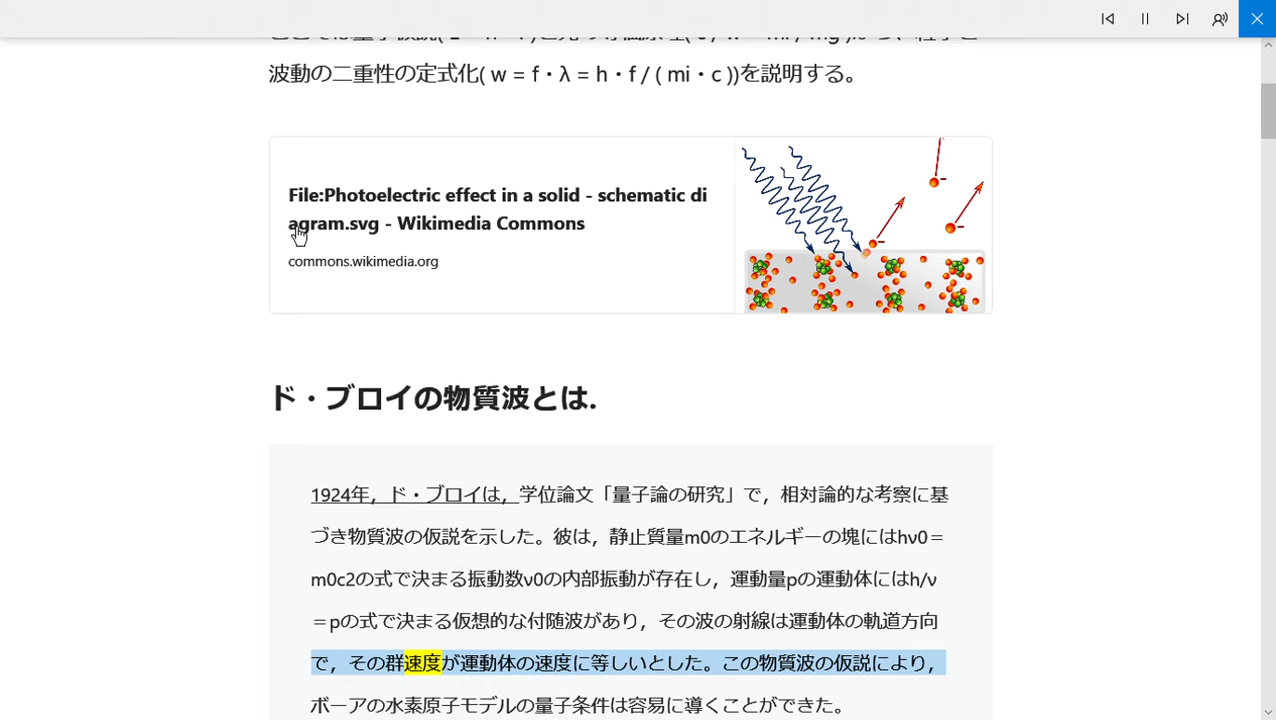 波動の二重性の定式化( w = f・λ = h・f / ( mi・c ))を説明する。
File:Photoelectric effect in a solid - schematic di
agram.svg - Wikimedia Commons
commons.wikimedia.org
ド・ブロイの物質波とは.
1924年，ド・ブロイは，学位論文「量子論の研究」で，相対論的な考察に基
づき物質波の仮説を示した。彼は，静止質量m0のエネルギーの塊にはhν0＝
m0c2の式で決まる振動数ν0の内部振動が存在し，運動量pの運動体にはh/ν
＝pの式で決まる仮想的な付随波があり，その波の射線は運動体の軌道方向
で，その群速度が運動体の速度に等しいとした。この物質波の仮説により，
ボーアの水素原子モデルの量子条件は容易に導くことができた。